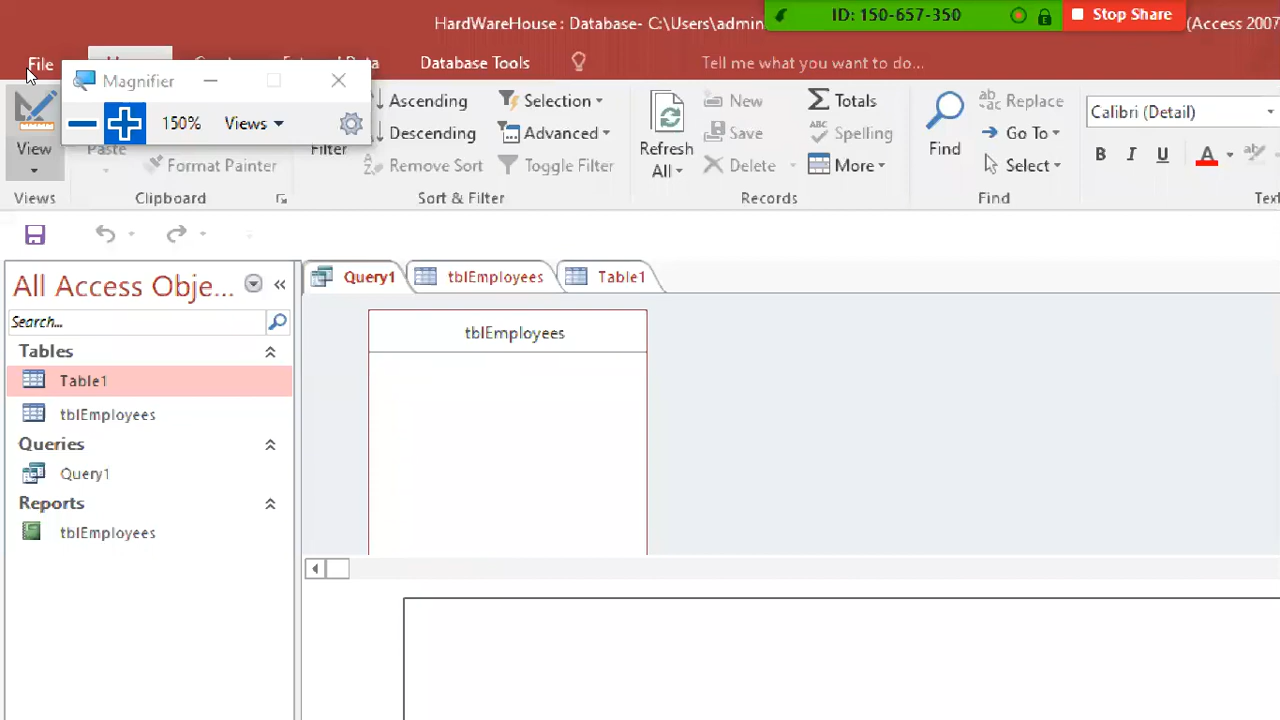 HardWareHouse : Database- C:\Users\admin
ID: 150-657-350
Stop Share
(Access 2007
File
Database Tools
Tell me what you want to do...
Magnifier
150%
Views
View
Views
Paste
Format Painter
Clipboard
Filter
Ascending
Descending
Remove Sort
Selection
Advanced
Toggle Filter
Sort & Filter
Refresh
All
New
Save
Delete
Totals
Spelling
More
Records
Find
Replace
Go To
Select
Find
Calibri (Detail)
B I U A ab
Text
All Access Obje...
Search...
Tables
Table1
tblEmployees
Queries
Query1
Reports
tblEmployees
Query1
tblEmployees
Table1
tblEmployees